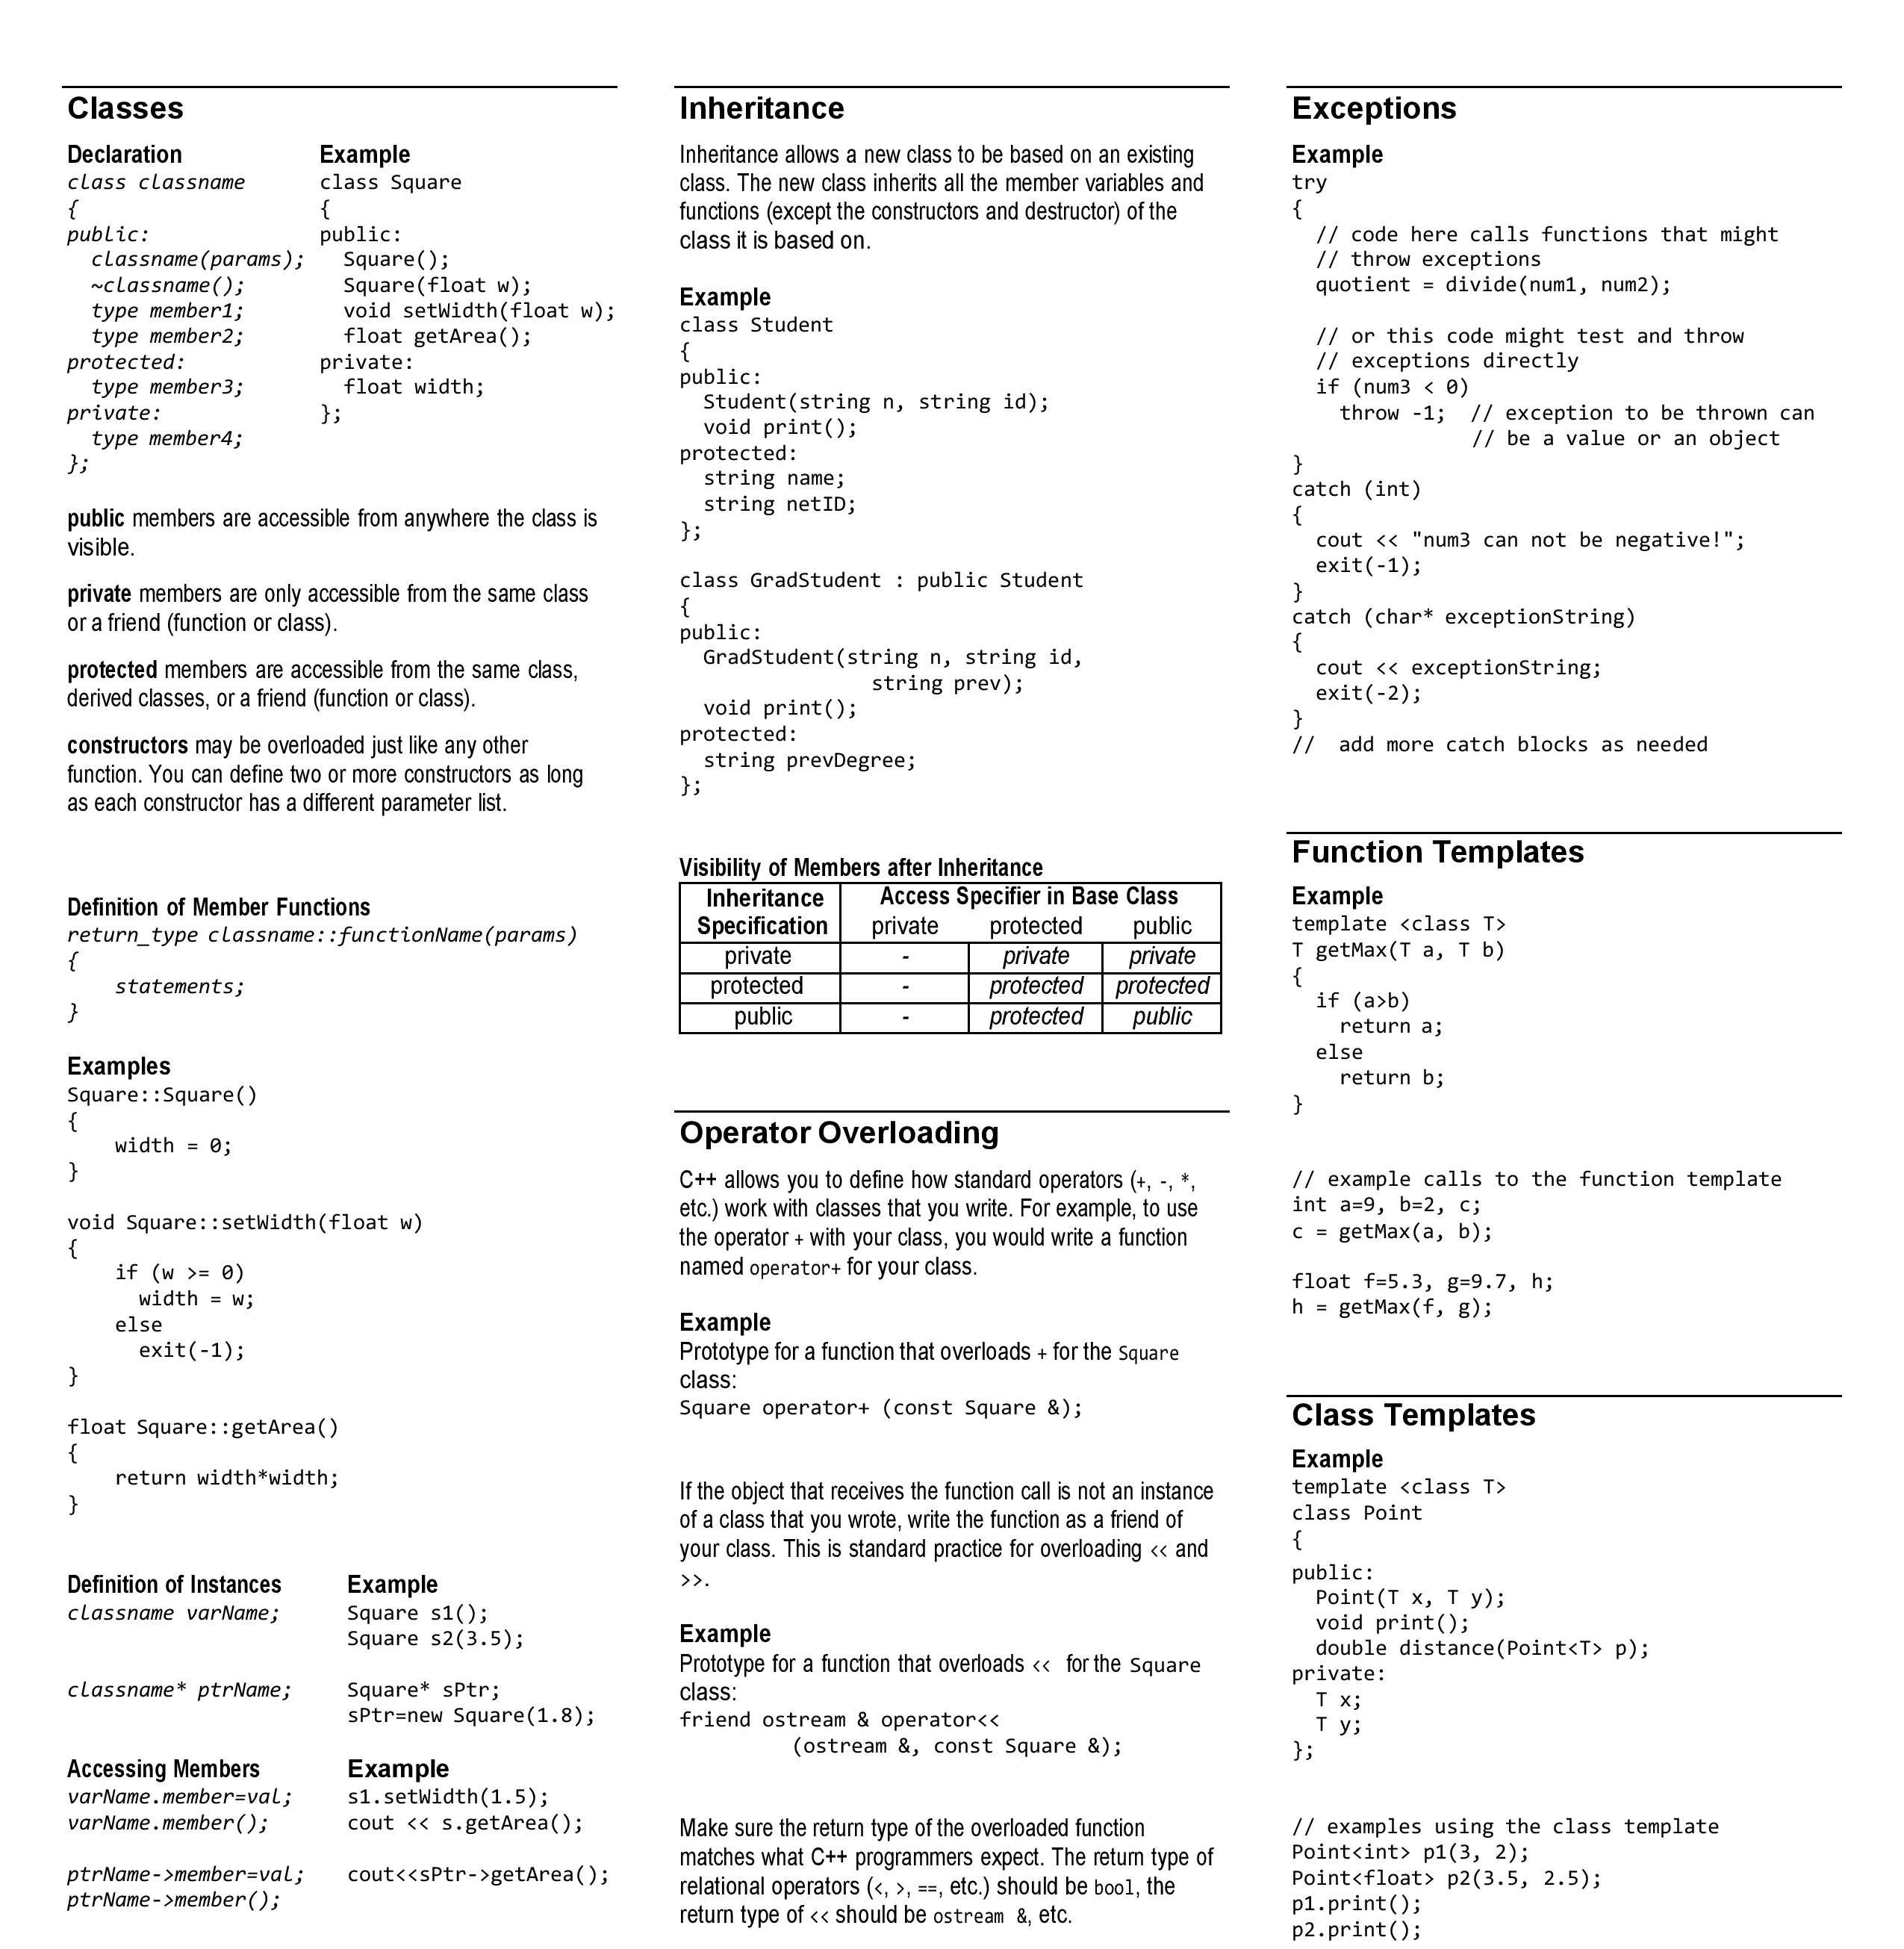 Classes
Declaration
class classname
{
public:
  classname(params);
  ~classname();
  type member1;
  type member2;
protected:
  type member3;
private:
  type member4;
};
Example
class Square
{
public:
  Square();
  Square(float w);
  void setWidth(float w);
  float getArea();
private:
  float width;
};
public members are accessible from anywhere the class is
visible.
private members are only accessible from the same class
or a friend (function or class).
protected members are accessible from the same class,
derived classes, or a friend (function or class).
constructors may be overloaded just like any other
function. You can define two or more constructors as long
as each constructor has a different parameter list.
Definition of Member Functions
return_type classname::functionName(params)
{
    statements;
}
Examples
Square::Square()
{
    width = 0;
}
void Square::setWidth(float w)
{
    if (w >= 0)
      width = w;
    else
      exit(-1);
}
float Square::getArea()
{
    return width*width;
}
Definition of Instances
classname varName;
classname* ptrName;
Example
Square s1();
Square s2(3.5);
Square* sPtr;
sPtr=new Square(1.8);
Accessing Members
varName.member=val;
varName.member();
ptrName->member=val;
ptrName->member();
Example
s1.setWidth(1.5);
cout << s.getArea();
cout<<sPtr->getArea();
Inheritance
Inheritance allows a new class to be based on an existing
class. The new class inherits all the member variables and
functions (except the constructors and destructor) of the
class it is based on.
Example
class Student
{
public:
  Student(string n, string id);
  void print();
protected:
  string name;
  string netID;
};
class GradStudent : public Student
{
public:
  GradStudent(string n, string id,
                string prev);
  void print();
protected:
  string prevDegree;
};
Visibility of Members after Inheritance
Inheritance Access Specifier in Base Class
Specification private protected public
private - private private
protected - protected protected
public - protected public
Operator Overloading
C++ allows you to define how standard operators (+, -, *,
etc.) work with classes that you write. For example, to use
the operator + with your class, you would write a function
named operator+ for your class.
Example
Prototype for a function that overloads + for the Square
class:
Square operator+ (const Square &);
If the object that receives the function call is not an instance
of a class that you wrote, write the function as a friend of
your class. This is standard practice for overloading << and
>>.
Example
Prototype for a function that overloads << for the Square
class:
friend ostream & operator<<
         (ostream &, const Square &);
Make sure the return type of the overloaded function
matches what C++ programmers expect. The return type of
relational operators (<, >, ==, etc.) should be bool, the
return type of << should be ostream &, etc.
Exceptions
Example
try
{
  // code here calls functions that might
  // throw exceptions
  quotient = divide(num1, num2);
  // or this code might test and throw
  // exceptions directly
  if (num3 < 0)
    throw -1;  // exception to be thrown can
               // be a value or an object
}
catch (int)
{
  cout << "num3 can not be negative!";
  exit(-1);
}
catch (char* exceptionString)
{
  cout << exceptionString;
  exit(-2);
}
//  add more catch blocks as needed
Function Templates
Example
template <class T>
T getMax(T a, T b)
{
  if (a>b)
    return a;
  else
    return b;
}
// example calls to the function template
int a=9, b=2, c;
c = getMax(a, b);
float f=5.3, g=9.7, h;
h = getMax(f, g);
Class Templates
Example
template <class T>
class Point
{
public:
  Point(T x, T y);
  void print();
  double distance(Point<T> p);
private:
  T x;
  T y;
};
// examples using the class template
Point<int> p1(3, 2);
Point<float> p2(3.5, 2.5);
p1.print();
p2.print();